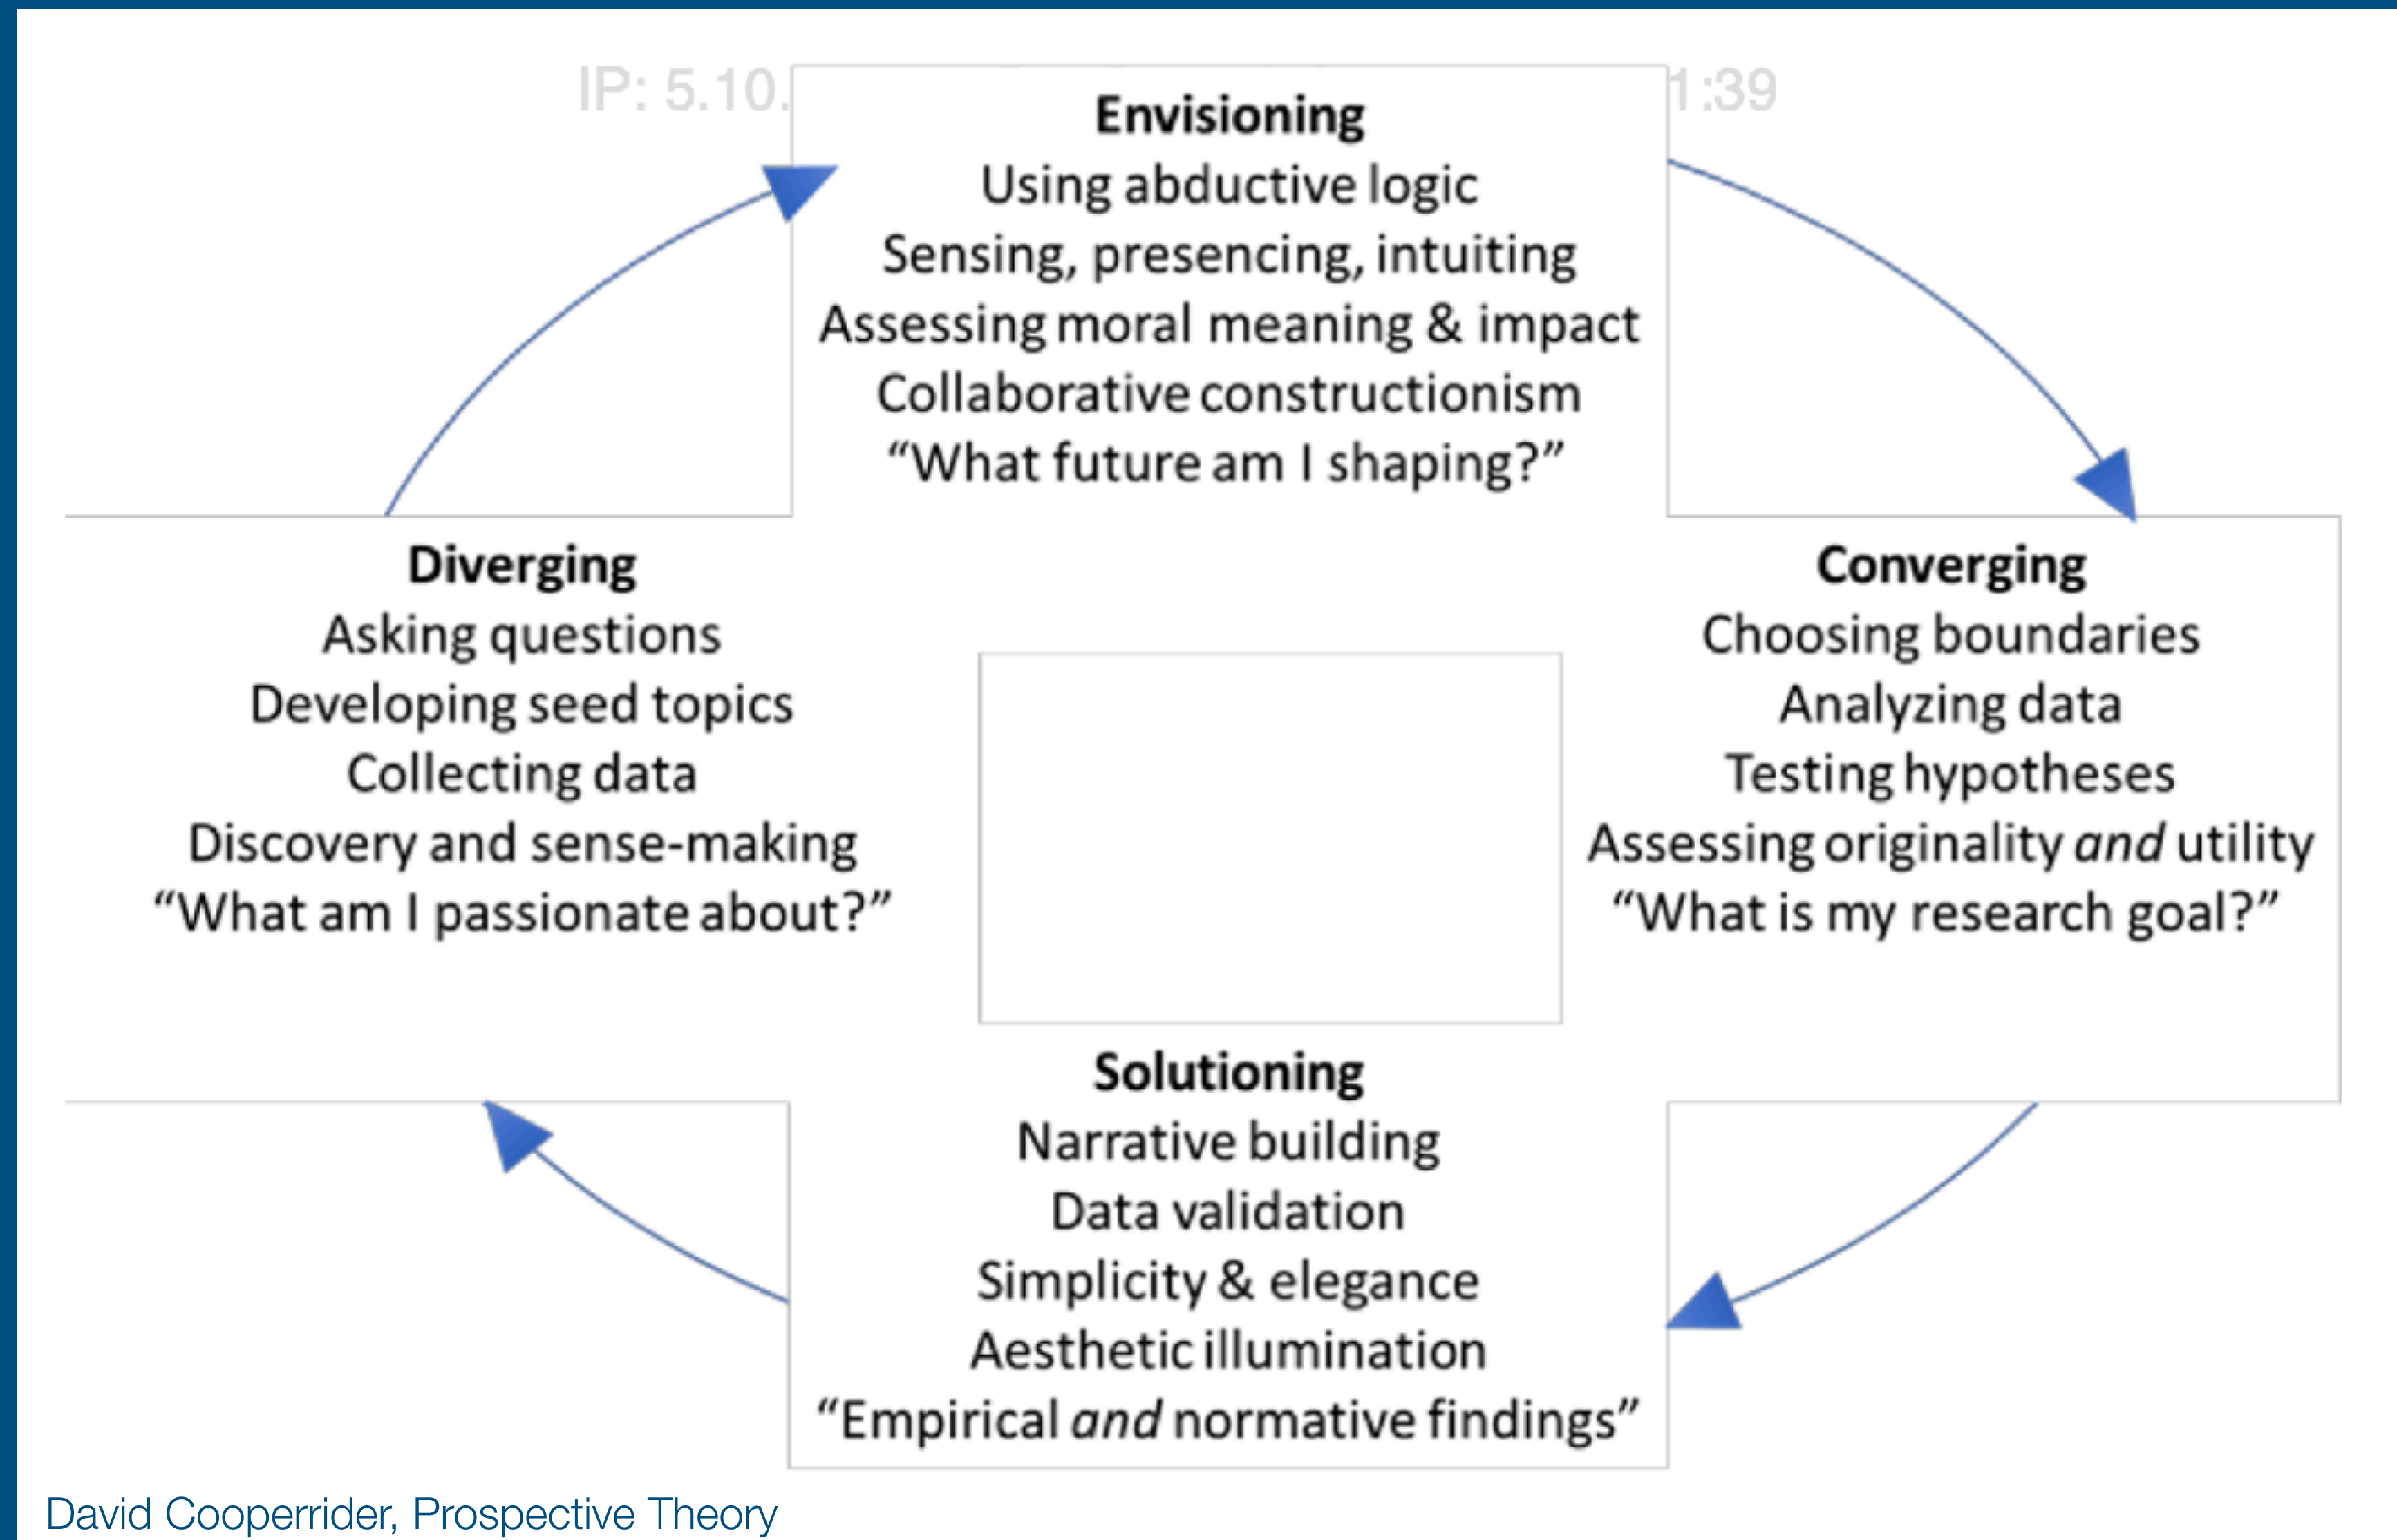 IP: 5.10. 1:39
Envisioning
Using abductive logic
Sensing, presencing, intuiting
Assessing moral meaning & impact
Collaborative constructionism
“What future am I shaping?”
Diverging
Asking questions
Developing seed topics
Collecting data
Discovery and sense-making
“What am I passionate about?”
Converging
Choosing boundaries
Analyzing data
Testing hypotheses
Assessing originality and utility
“What is my research goal?”
Solutioning
Narrative building
Data validation
Simplicity & elegance
Aesthetic illumination
“Empirical and normative findings”
David Cooperrider, Prospective Theory